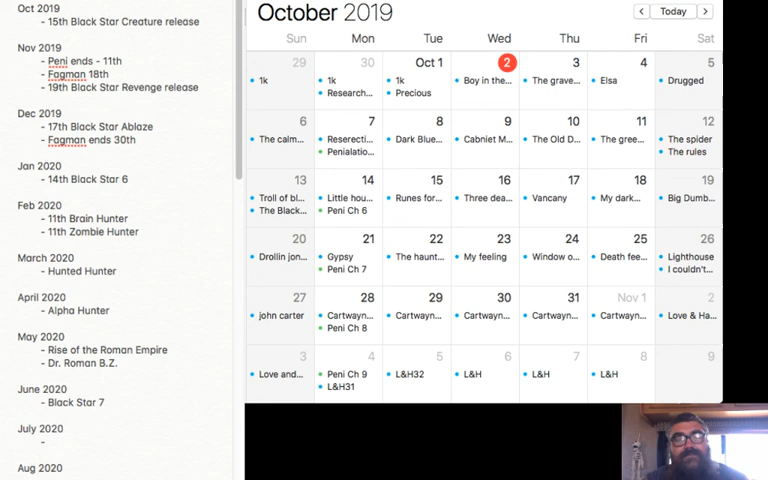 Oct 2019
- 15th Black Star Creature release
Nov 2019
- Peni ends - 11th
- Fagman 18th
- 19th Black Star Revenge release
Dec 2019
- 17th Black Star Ablaze
- Fagman ends 30th
Jan 2020
- 14th Black Star 6
Feb 2020
- 11th Brain Hunter
- 11th Zombie Hunter
March 2020
- Hunted Hunter
April 2020
- Alpha Hunter
May 2020
- Rise of the Roman Empire
- Dr. Roman B.Z.
June 2020
- Black Star 7
July 2020
-
Aug 2020
October 2019
< Today >
Sun Mon Tue Wed Thu Fri Sat
29 30 Oct 1 2 3 4 5
1k 1k 1k Boy in the... The grave... Elsa Drugged
Research... Precious
6 7 8 9 10 11 12
The calm... Reserecti... Dark Blue... Cabniet M... The Old D... The gree... The spider
Penialatio... The rules
13 14 15 16 17 18 19
Troll of bl... Little hou... Runes for... Three dea... Vancany My dark... Big Dumb...
The Black... Peni Ch 6
20 21 22 23 24 25 26
Drollin jon... Gypsy The haunt... My feeling Window o... Death fee... Lighthouse
Peni Ch 7 I couldn't...
27 28 29 30 31 Nov 1 2
john carter Cartwayn... Cartwayn... Cartwayn... Cartwayn... Cartwayn... Love & Ha...
Peni Ch 8
3 4 5 6 7 8 9
Love and... Peni Ch 9 L&H32 L&H L&H L&H
L&H31